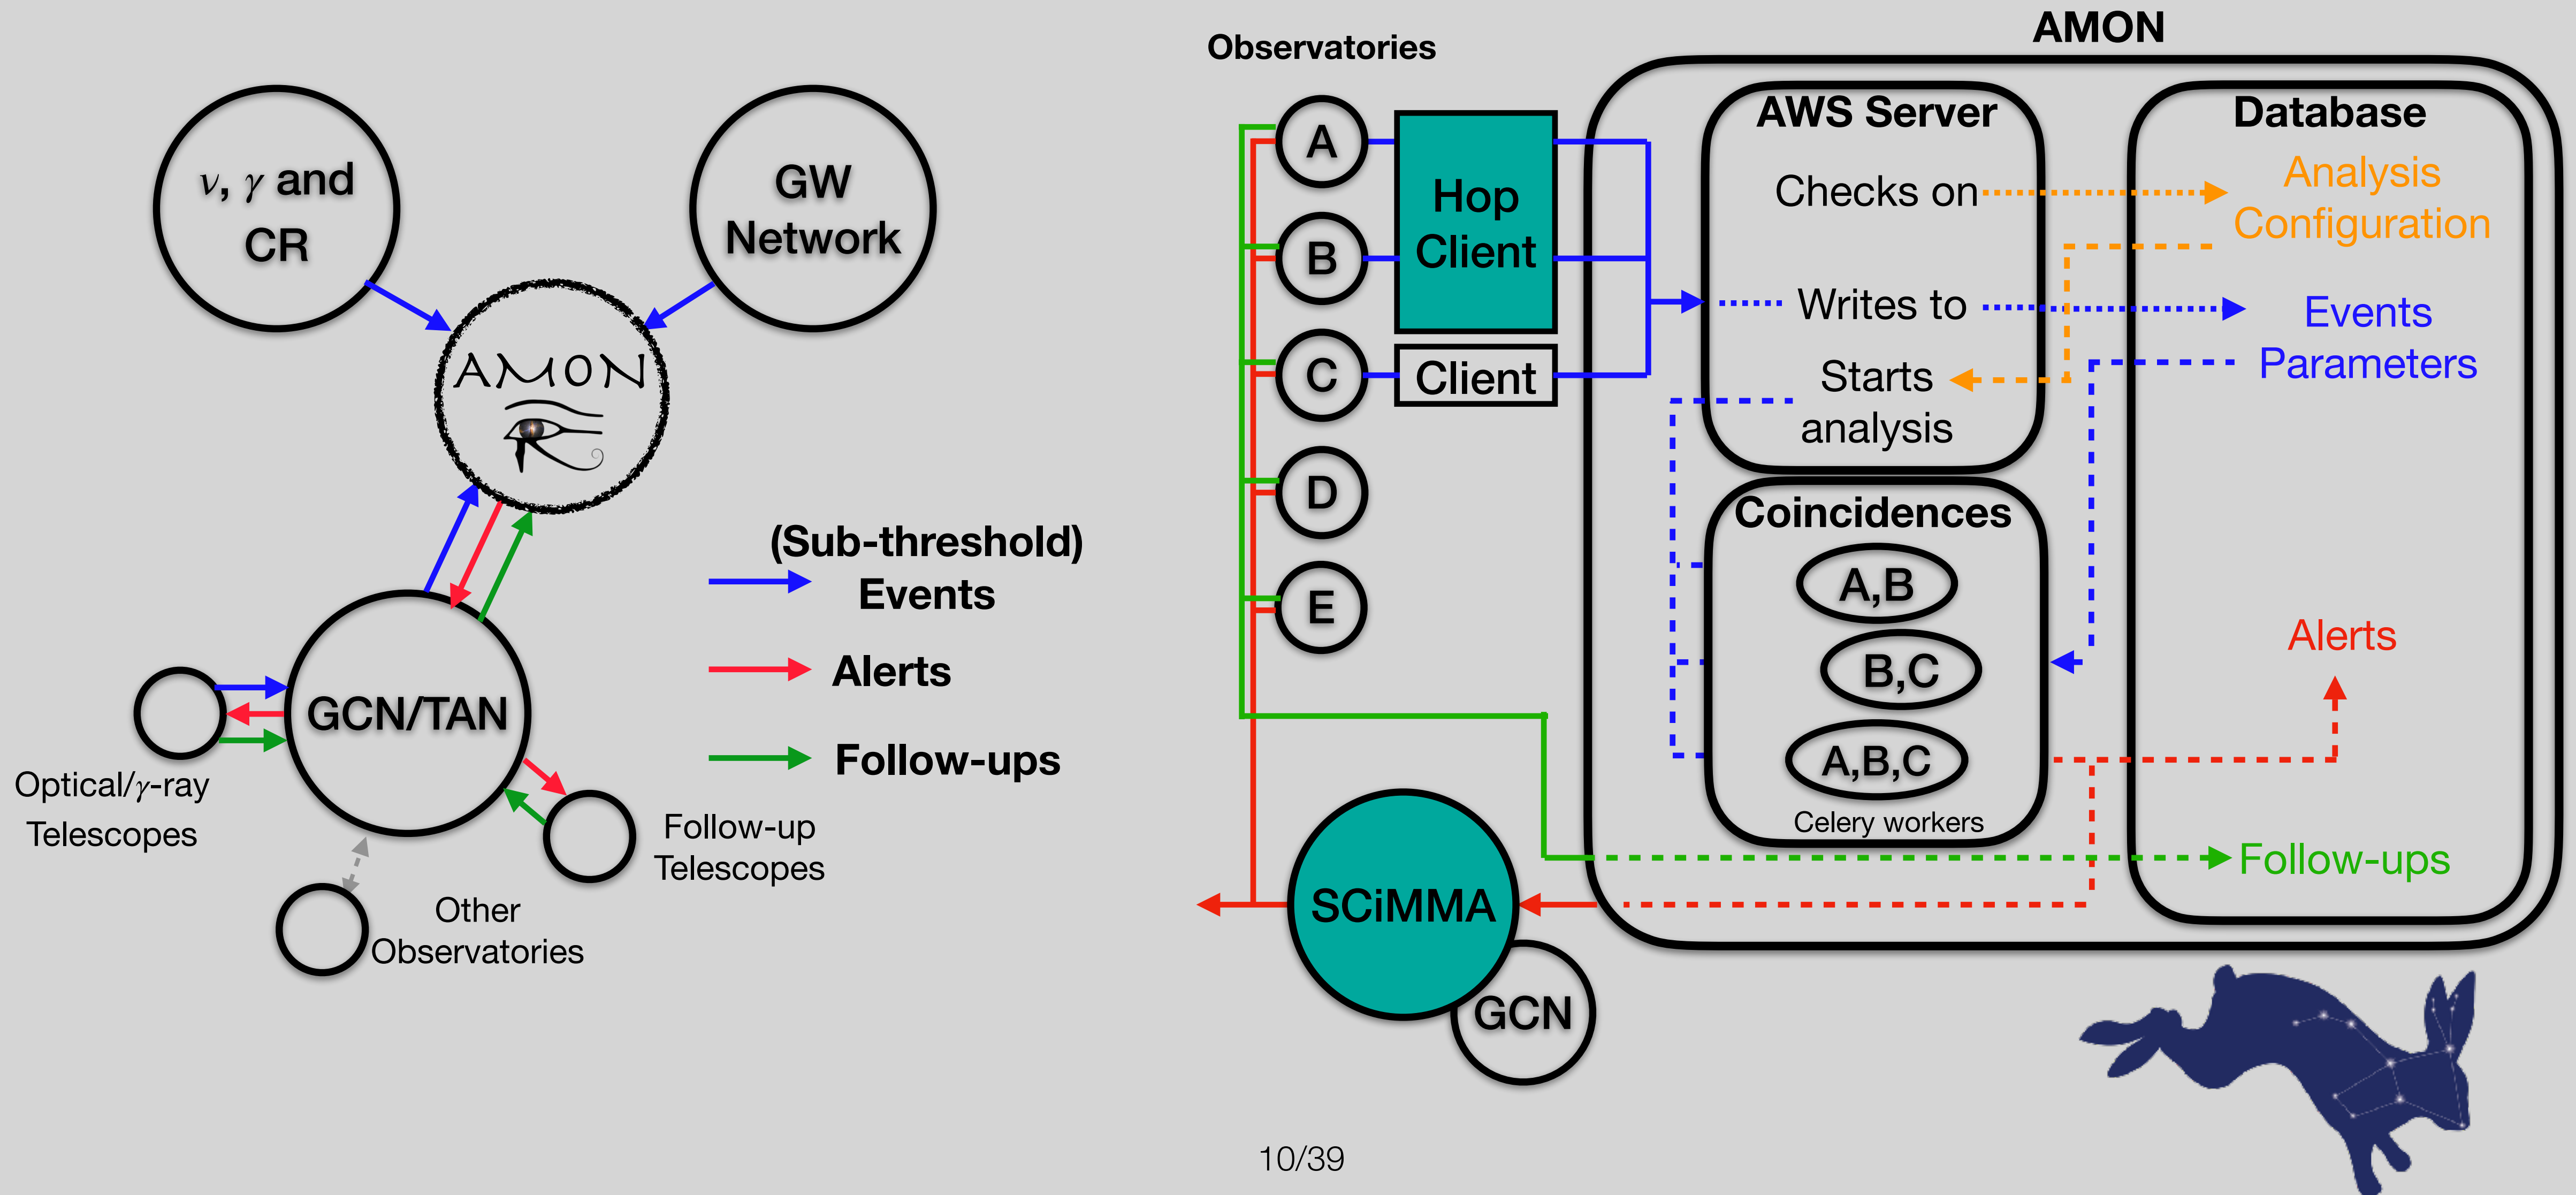 ν, γ and
CR
GW
Network
AMON
GCN/TAN
Optical/γ-ray
Telescopes
Follow-up
Telescopes
Other
Observatories
(Sub-threshold)
Events
Alerts
Follow-ups
Observatories
A
B
C
D
E
Hop
Client
Client
SCiMMA
GCN
AMON
AWS Server
Checks on
Writes to
Starts
analysis
Coincidences
A,B
B,C
A,B,C
Celery workers
Database
Analysis
Configuration
Events
Parameters
Alerts
Follow-ups
10/39